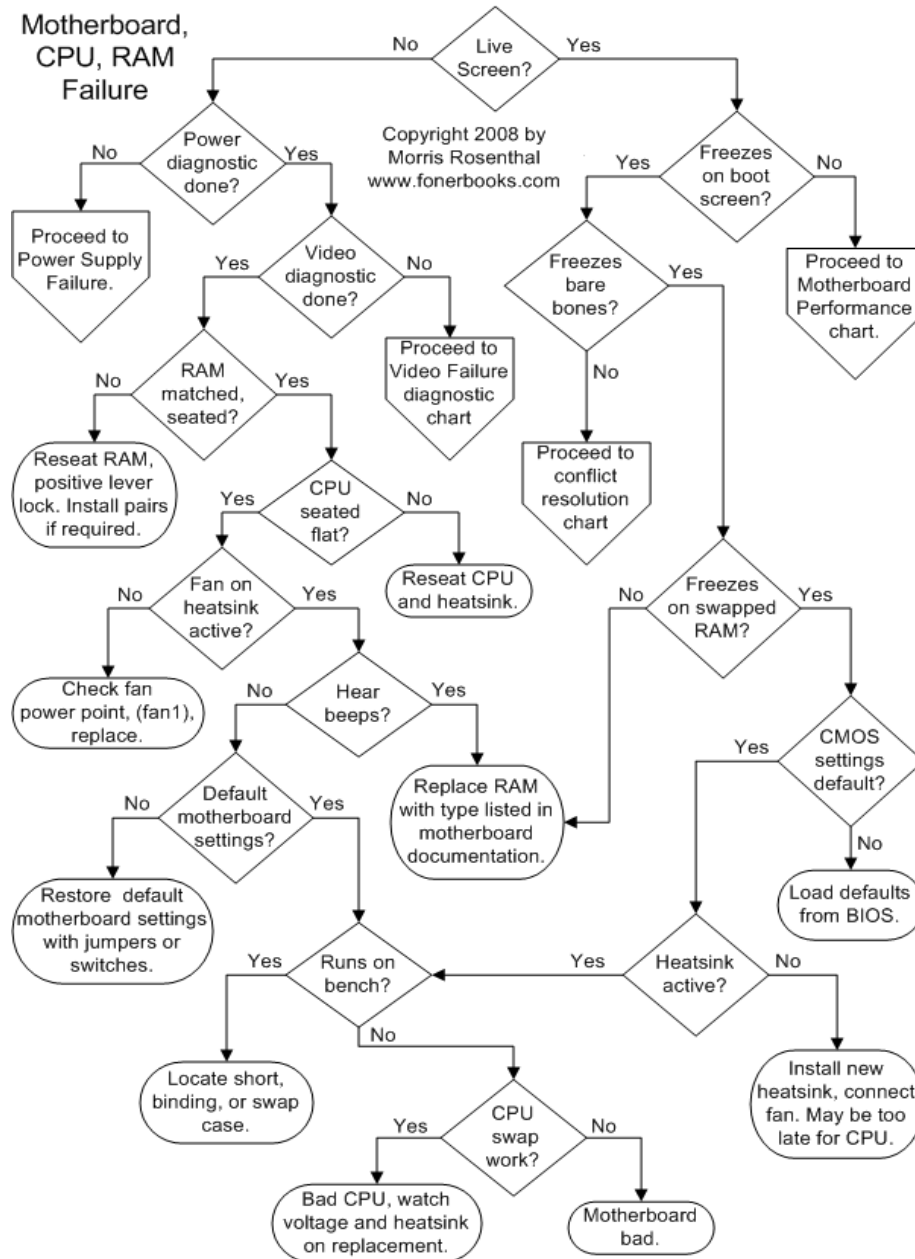 Motherboard,
CPU, RAM
Failure
No
Live
Screen?
Yes
Copyright 2008 by
Morris Rosenthal
www.fonerbooks.com
No
Power
diagnostic
done?
Yes
Yes
Freezes
on boot
screen?
No
Proceed to
Power Supply
Failure.
Yes
Video
diagnostic
done?
No
Freezes
bare
bones?
Yes
Proceed to
Motherboard
Performance
chart.
No
RAM
matched,
seated?
Yes
Proceed to
Video Failure
diagnostic
chart
No
Reseat RAM,
positive lever
lock. Install pairs
if required.
Yes
CPU
seated
flat?
No
Proceed to
conflict
resolution
chart
No
Fan on
heatsink
active?
Yes
Reseat CPU
and heatsink.
No
Freezes
on swapped
RAM?
Yes
Check fan
power point, (fan1),
replace.
No
Hear
beeps?
Yes
Yes
CMOS
settings
default?
No
No
Default
motherboard
settings?
Yes
Replace RAM
with type listed in
motherboard
documentation.
Load defaults
from BIOS.
Restore default
motherboard settings
with jumpers or
switches.
Yes
Runs on
bench?
No
Yes
Heatsink
active?
No
Locate short,
binding, or swap
case.
Yes
CPU
swap
work?
No
Install new
heatsink, connect
fan. May be too
late for CPU.
Bad CPU, watch
voltage and heatsink
on replacement.
Motherboard
bad.